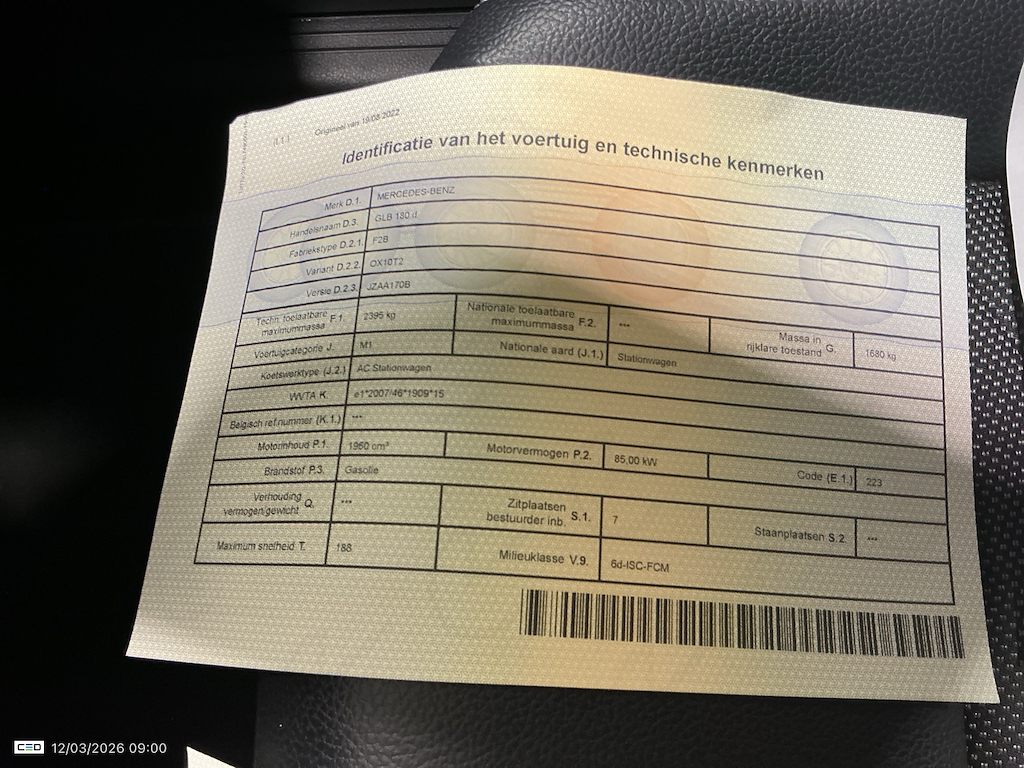 Origineel van 19/08/2022
Identificatie van het voertuig en technische kenmerken
Merk D.1. MERCEDES-BENZ
Handelsnaam D.3. GLB 180 d
Fabriekstype D.2.1. F2B
Variant D.2.2. OX10T2
Versie D.2.3. JZAA170B
Techn. toelaatbare maximummassa F.1. 2395 kg Nationale toelaatbare maximummassa F.2. *** Massa in rijklare toestand G. 1680 kg
Voertuigcategorie J. M1 Nationale aard (J.1.) Stationwagen
Koetswerktype (J.2.) AC Stationwagen
WVTA K. e1*2007/46*1909*15
Belgisch ref.nummer (K.1.) ***
Motorinhoud P.1. 1950 cm³ Motorvermogen P.2. 85,00 kW Code (E.1.) 223
Brandstof P.3. Gasolie
Verhouding vermogen/gewicht Q. *** Zitplaatsen bestuurder inb. S.1. 7 Staanplaatsen S.2. ***
Maximum snelheid T. 188 Milieuklasse V.9. 6d-ISC-FCM
CEO 12/03/2026 09:00